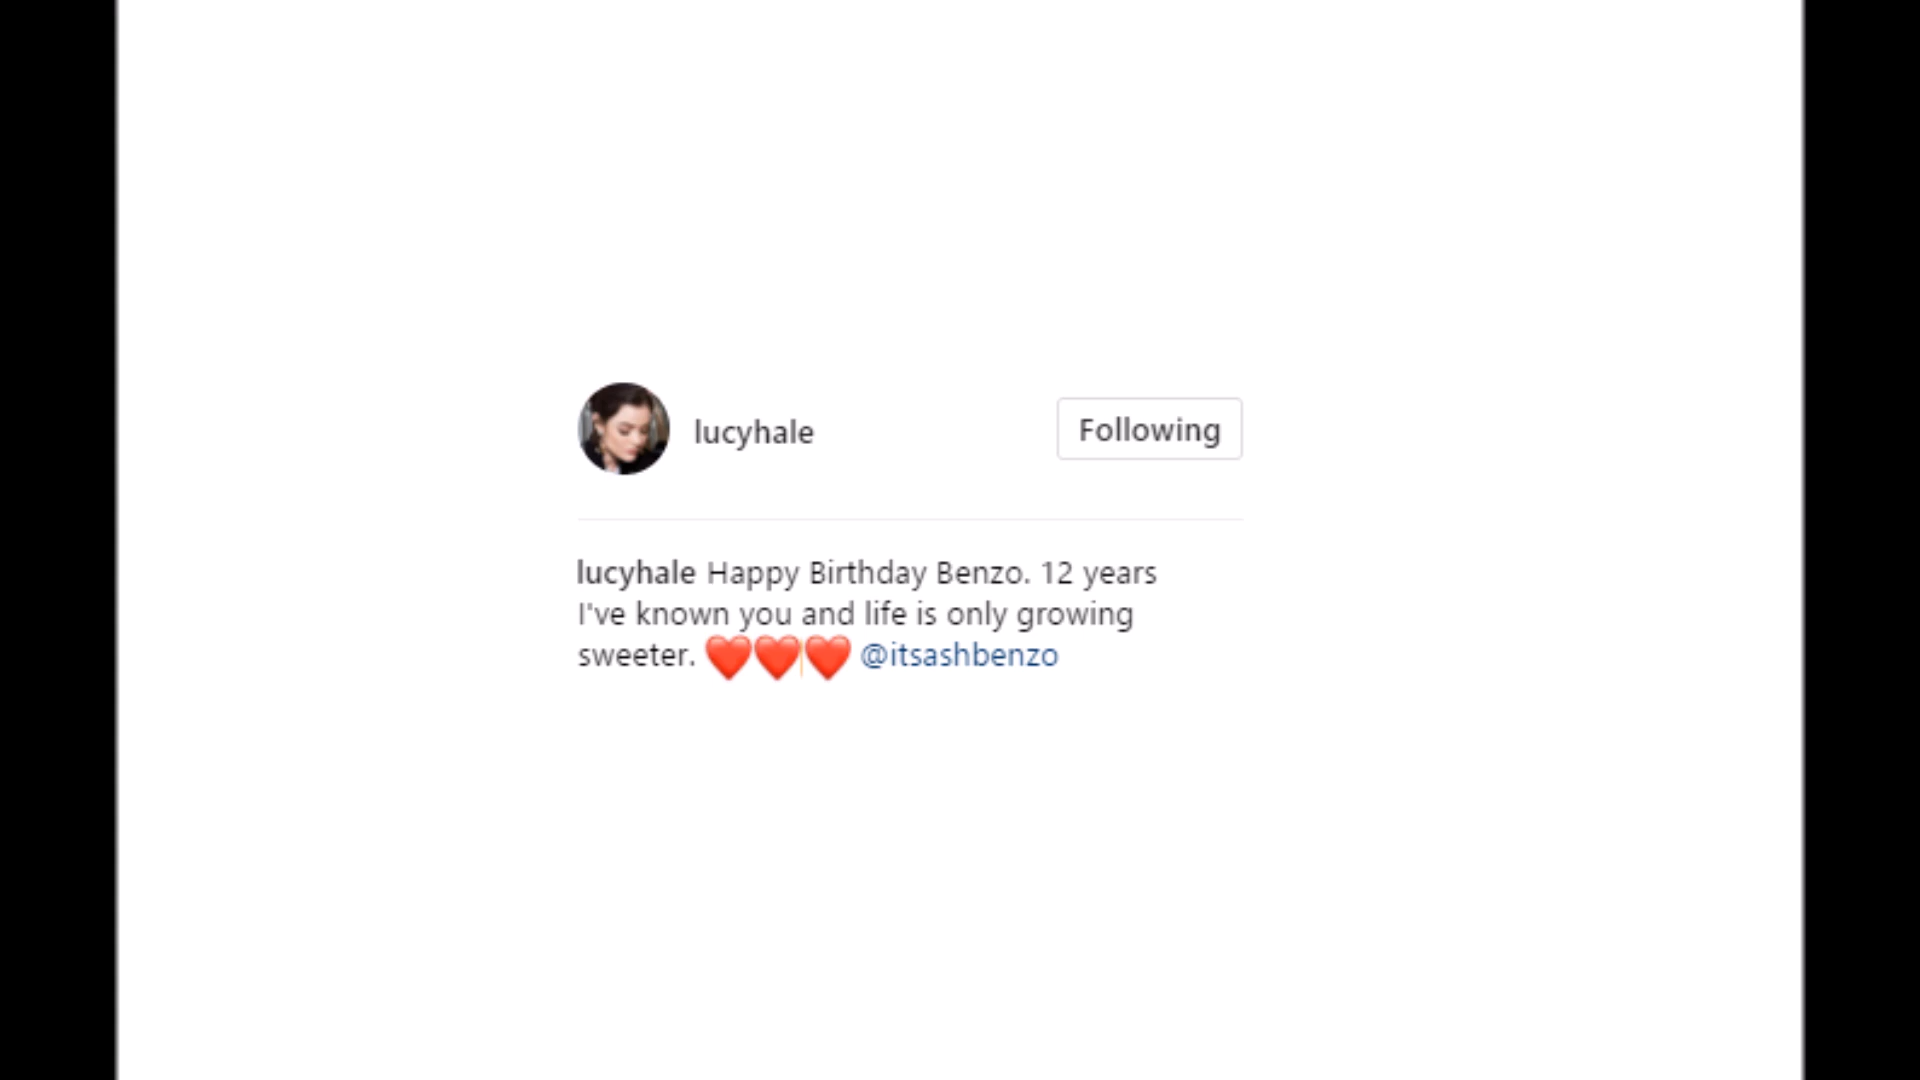 lucyhale
Following
lucyhale Happy Birthday Benzo. 12 years
I've known you and life is only growing
sweeter. ❤️❤️❤️ @itsashbenzo